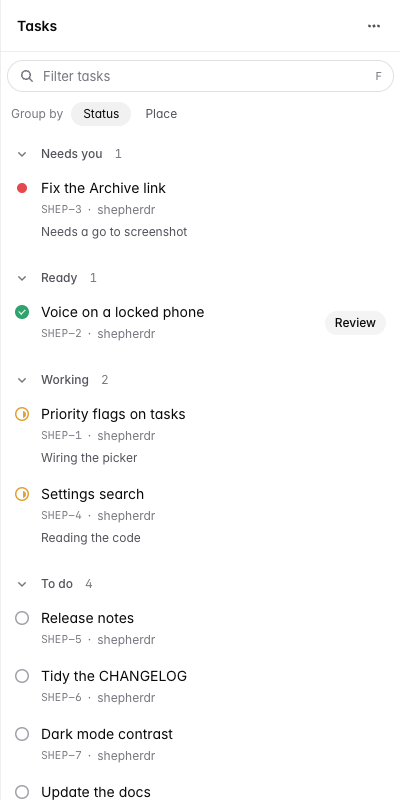 Tasks
Filter tasks F
Group by Status Place
Needs you 1
Fix the Archive link
SHEP-3 · shepherdr
Needs a go to screenshot
Ready 1
Voice on a locked phone
SHEP-2 · shepherdr
Review
Working 2
Priority flags on tasks
SHEP-1 · shepherdr
Wiring the picker
Settings search
SHEP-4 · shepherdr
Reading the code
To do 4
Release notes
SHEP-5 · shepherdr
Tidy the CHANGELOG
SHEP-6 · shepherdr
Dark mode contrast
SHEP-7 · shepherdr
Update the docs